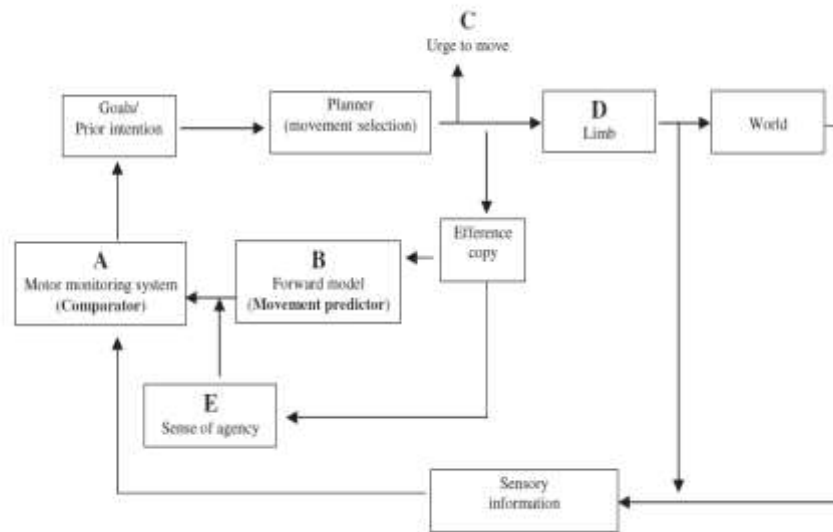 C
Urge to move
Goals/
Prior intention
Planner
(movement selection)
D
Limb
World
Efference
copy
A
Motor monitoring system
(Comparator)
B
Forward model
(Movement predictor)
E
Sense of agency
Sensory
information